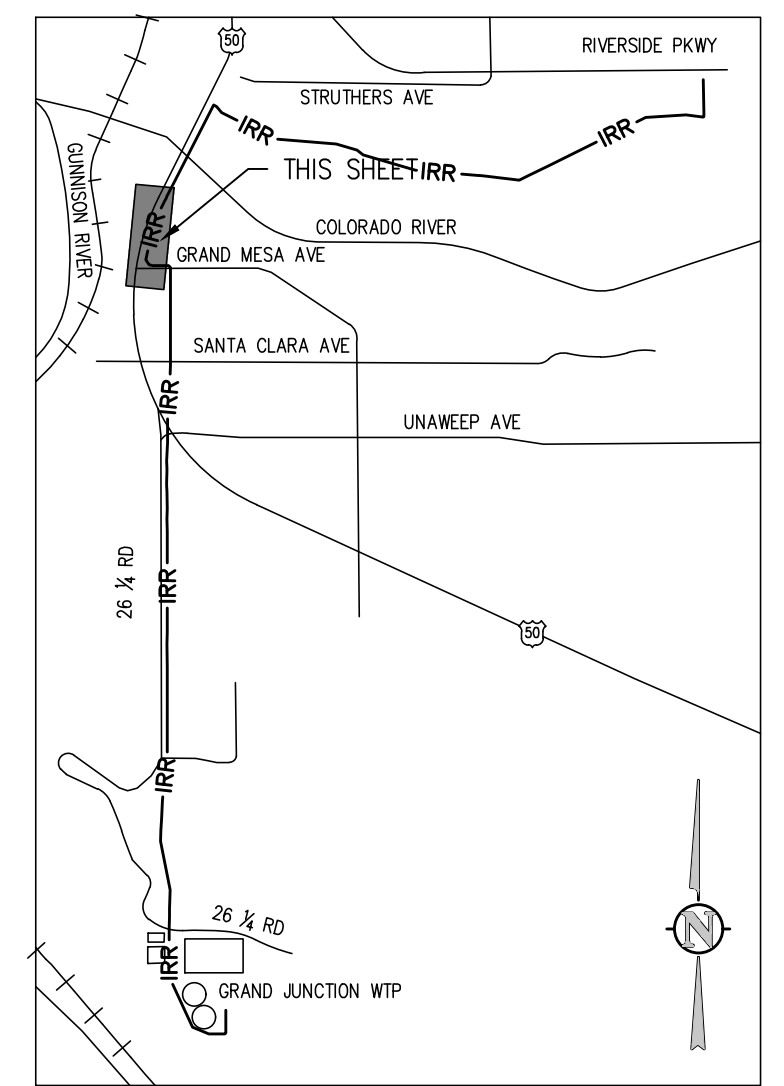 50
RIVERSIDE PKWY
STRUTHERS AVE
IRR
IRR
THIS SHEET
IRR
GUNNISON RIVER
IRR
COLORADO RIVER
GRAND MESA AVE
SANTA CLARA AVE
IRR
UNAWEEP AVE
26 ¼ RD
IRR
50
IRR
26 ¼ RD
N
IRR
GRAND JUNCTION WTP